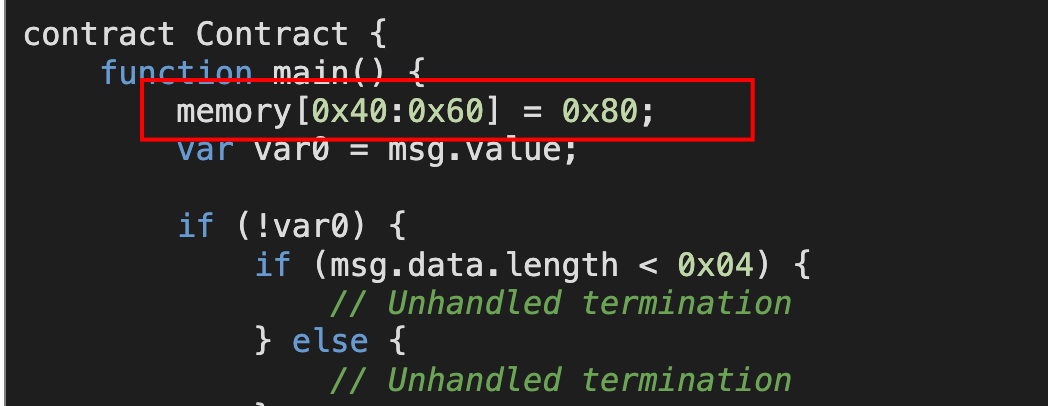 contract Contract {
function main() {
memory[0x40:0x60] = 0x80;
var var0 = msg.value;
if (!var0) {
if (msg.data.length < 0x04) {
// Unhandled termination
} else {
// Unhandled termination
}